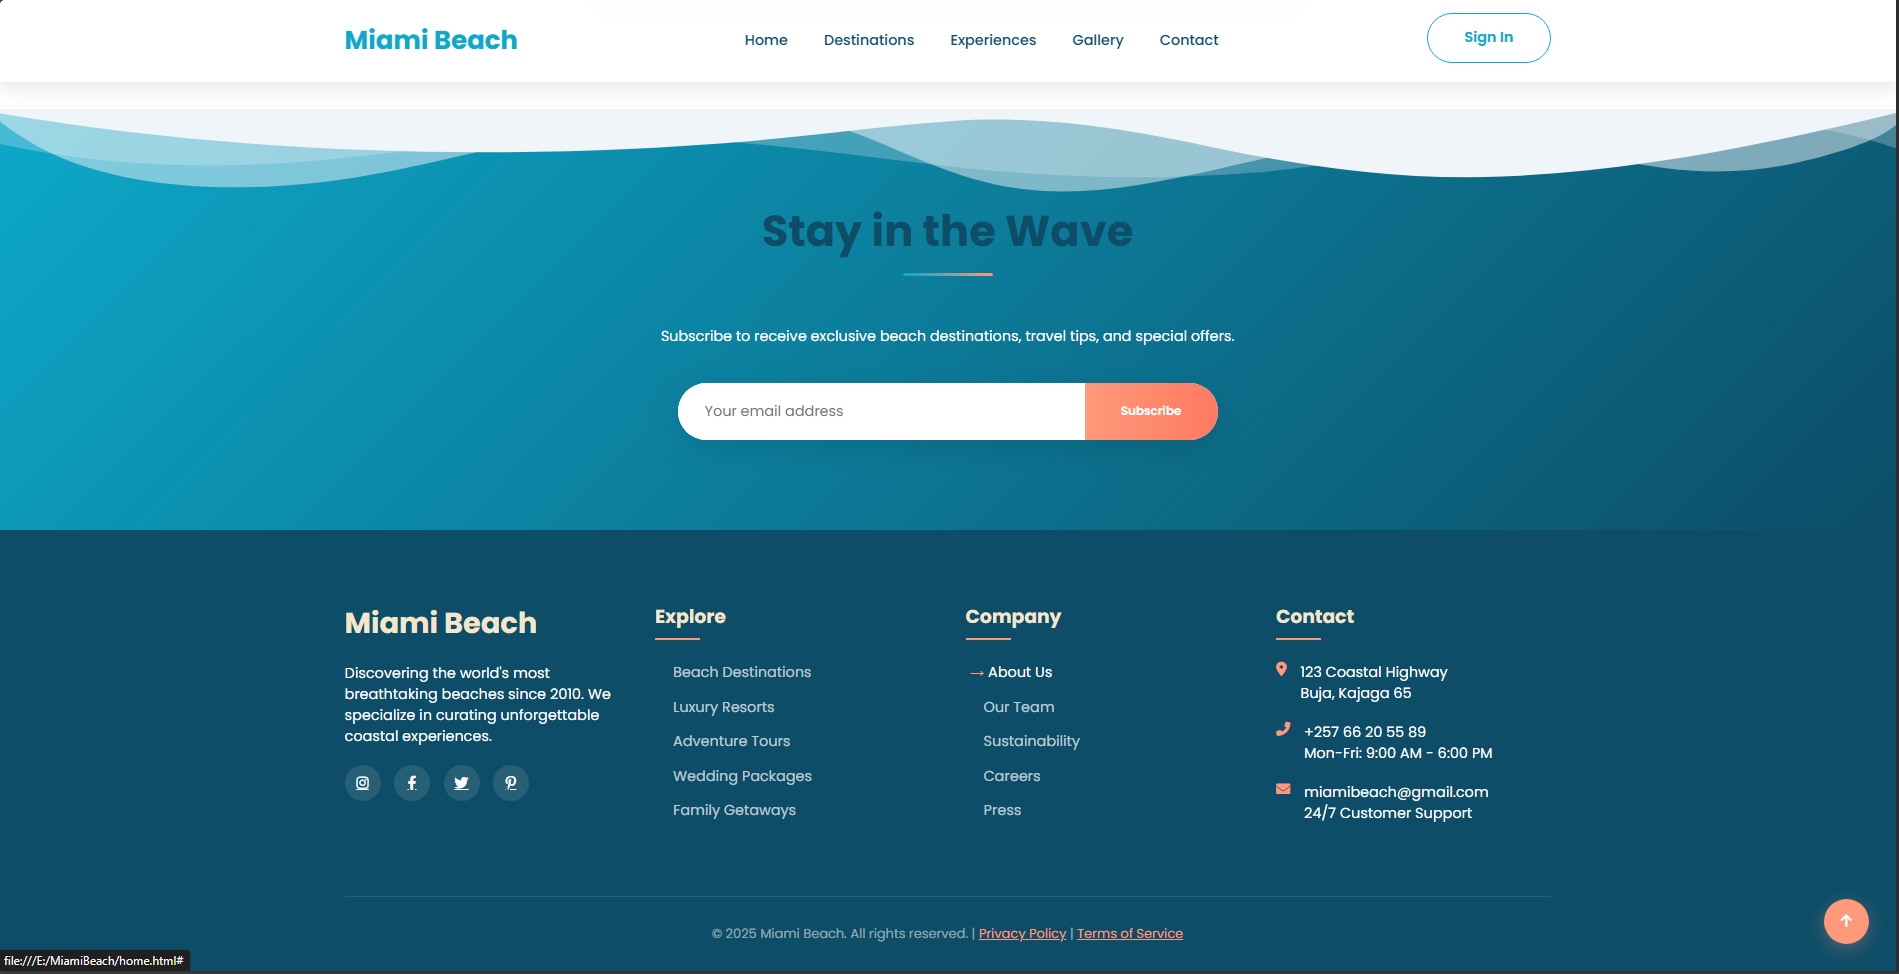 Miami Beach
Home
Destinations
Experiences
Gallery
Contact
Sign In
Stay in the Wave
Subscribe to receive exclusive beach destinations, travel tips, and special offers.
Your email address
Subscribe
Miami Beach
Discovering the world's most
breathtaking beaches since 2010. We
specialize in curating unforgettable
coastal experiences.
Explore
Beach Destinations
Luxury Resorts
Adventure Tours
Wedding Packages
Family Getaways
Company
→ About Us
Our Team
Sustainability
Careers
Press
Contact
123 Coastal Highway
Buja, Kajaga 65
+257 66 20 55 89
Mon-Fri: 9:00 AM - 6:00 PM
miamibeach@gmail.com
24/7 Customer Support
© 2025 Miami Beach. All rights reserved. | Privacy Policy | Terms of Service
file:///E:/MiamiBeach/home.html#